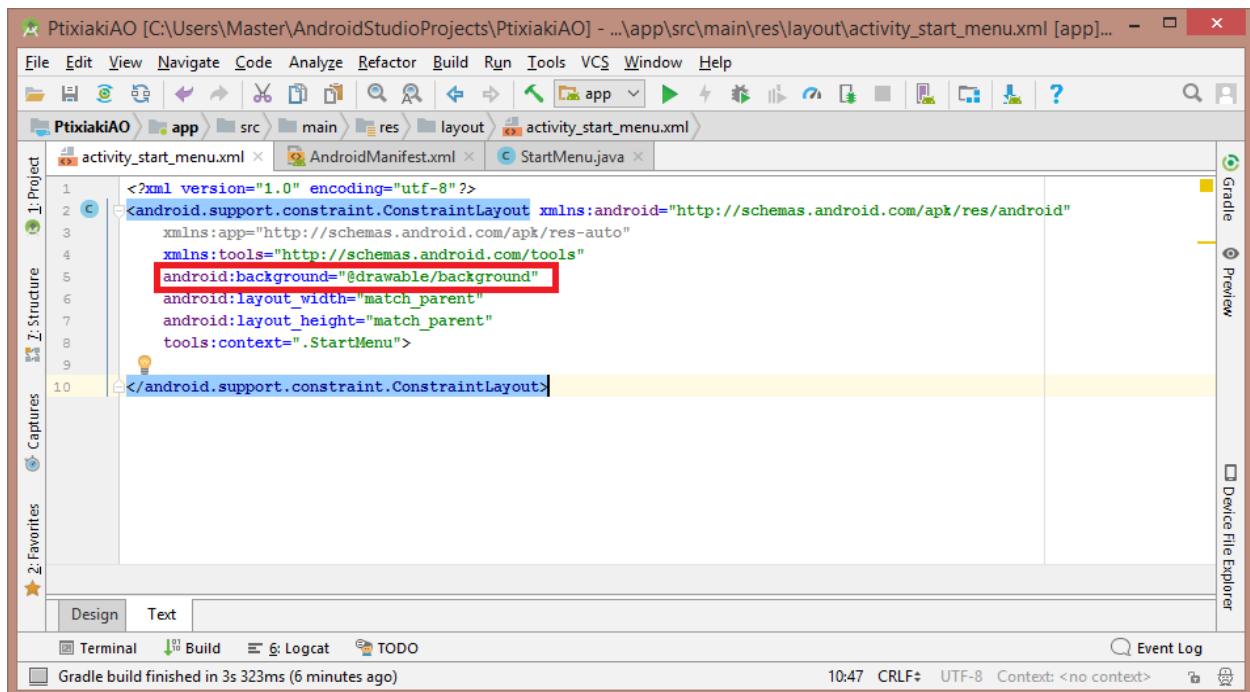 PtixiakiAO [C:\Users\Master\AndroidStudioProjects\PtixiakiAO] - ...\app\src\main\res\layout\activity_start_menu.xml [app]...
File Edit View Navigate Code Analyze Refactor Build Run Tools VCS Window Help
app
PtixiakiAO app src main res layout activity_start_menu.xml
activity_start_menu.xml AndroidManifest.xml StartMenu.java
1: Project
Z: Structure
Captures
2: Favorites
1 <?xml version="1.0" encoding="utf-8"?>
2 <android.support.constraint.ConstraintLayout xmlns:android="http://schemas.android.com/apk/res/android"
3 xmlns:app="http://schemas.android.com/apk/res-auto"
4 xmlns:tools="http://schemas.android.com/tools"
5 android:background="@drawable/background"
6 android:layout_width="match_parent"
7 android:layout_height="match_parent"
8 tools:context=".StartMenu">
9
10 </android.support.constraint.ConstraintLayout>
Gradle
Preview
Device File Explorer
Design Text
Terminal Build 6: Logcat TODO Event Log
Gradle build finished in 3s 323ms (6 minutes ago) 10:47 CRLF UTF-8 Context: <no context>